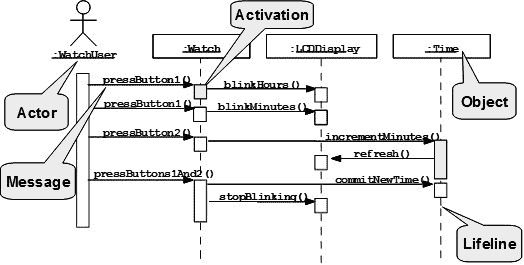 Activation
:WatchUser
:Watch
:LCDDisplay
:Time
pressButton1()
blinkHours()
Object
Actor
pressButton1()
blinkMinutes()
pressButton2()
incrementMinutes()
refresh()
Message
pressButtons1And2()
commitNewTime()
stopBlinking()
Lifeline